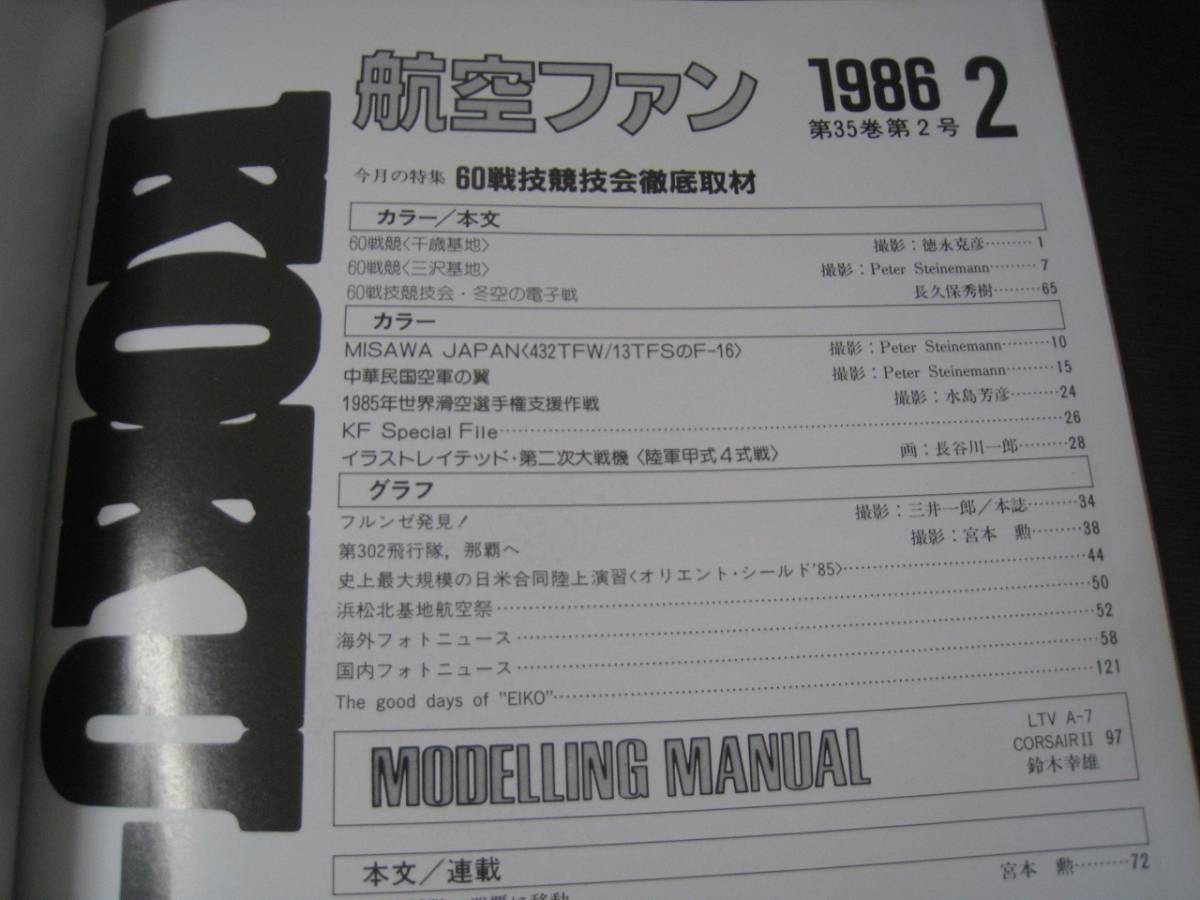 KOKU
航空ファン
1986 2
第35巻第2号
今月の特集 60戦技競技会徹底取材
カラー／本文
60戦競〈千歳基地〉 撮影：徳永克彦………1
60戦競〈三沢基地〉 撮影：Peter Steinemann………7
60戦技競技会・冬空の電子戦 長久保秀樹………65
カラー
MISAWA JAPAN〈432TFW/13TFSのF-16〉 撮影：Peter Steinemann………10
中華民国空軍の翼 撮影：Peter Steinemann………15
1985年世界滑空選手権支援作戦 撮影：水島芳彦………24
KF Special File………26
イラストレイテッド・第二次大戦機〈陸軍甲式4式戦〉 画：長谷川一郎………28
グラフ
フルンゼ発見！ 撮影：三井一郎／本誌………34
第302飛行隊，那覇へ 撮影：宮本 勲………38
史上最大規模の日米合同陸上演習〈オリエント・シールド'85〉………44
浜松北基地航空祭………50
海外フォトニュース………52
国内フォトニュース………58
The good days of "EIKO"………121
MODELLING MANUAL
LTV A-7
CORSAIR II 97
鈴木幸雄
本文／連載
宮本 勲………72